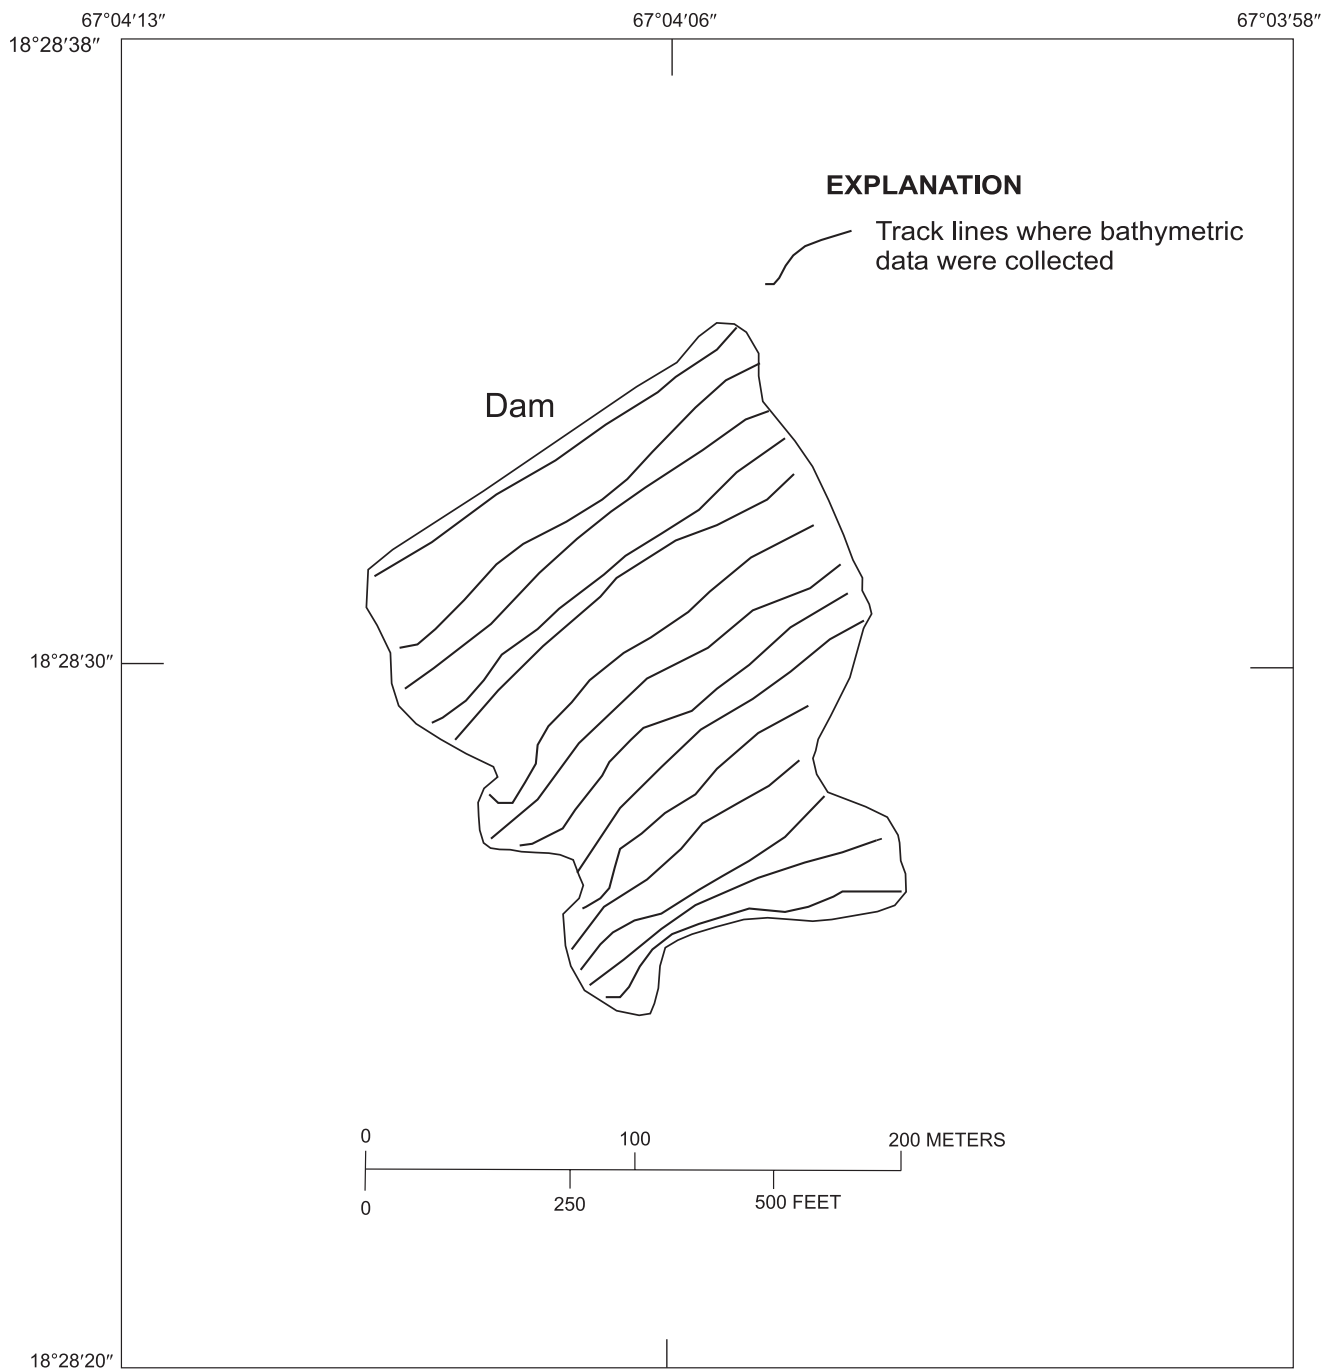 67°04′13″
67°04′06″
67°03′58″
18°28′38″
EXPLANATION
Track lines where bathymetric
data were collected
Dam
18°28′30″
0
100
200 METERS
0
250
500 FEET
18°28′20″